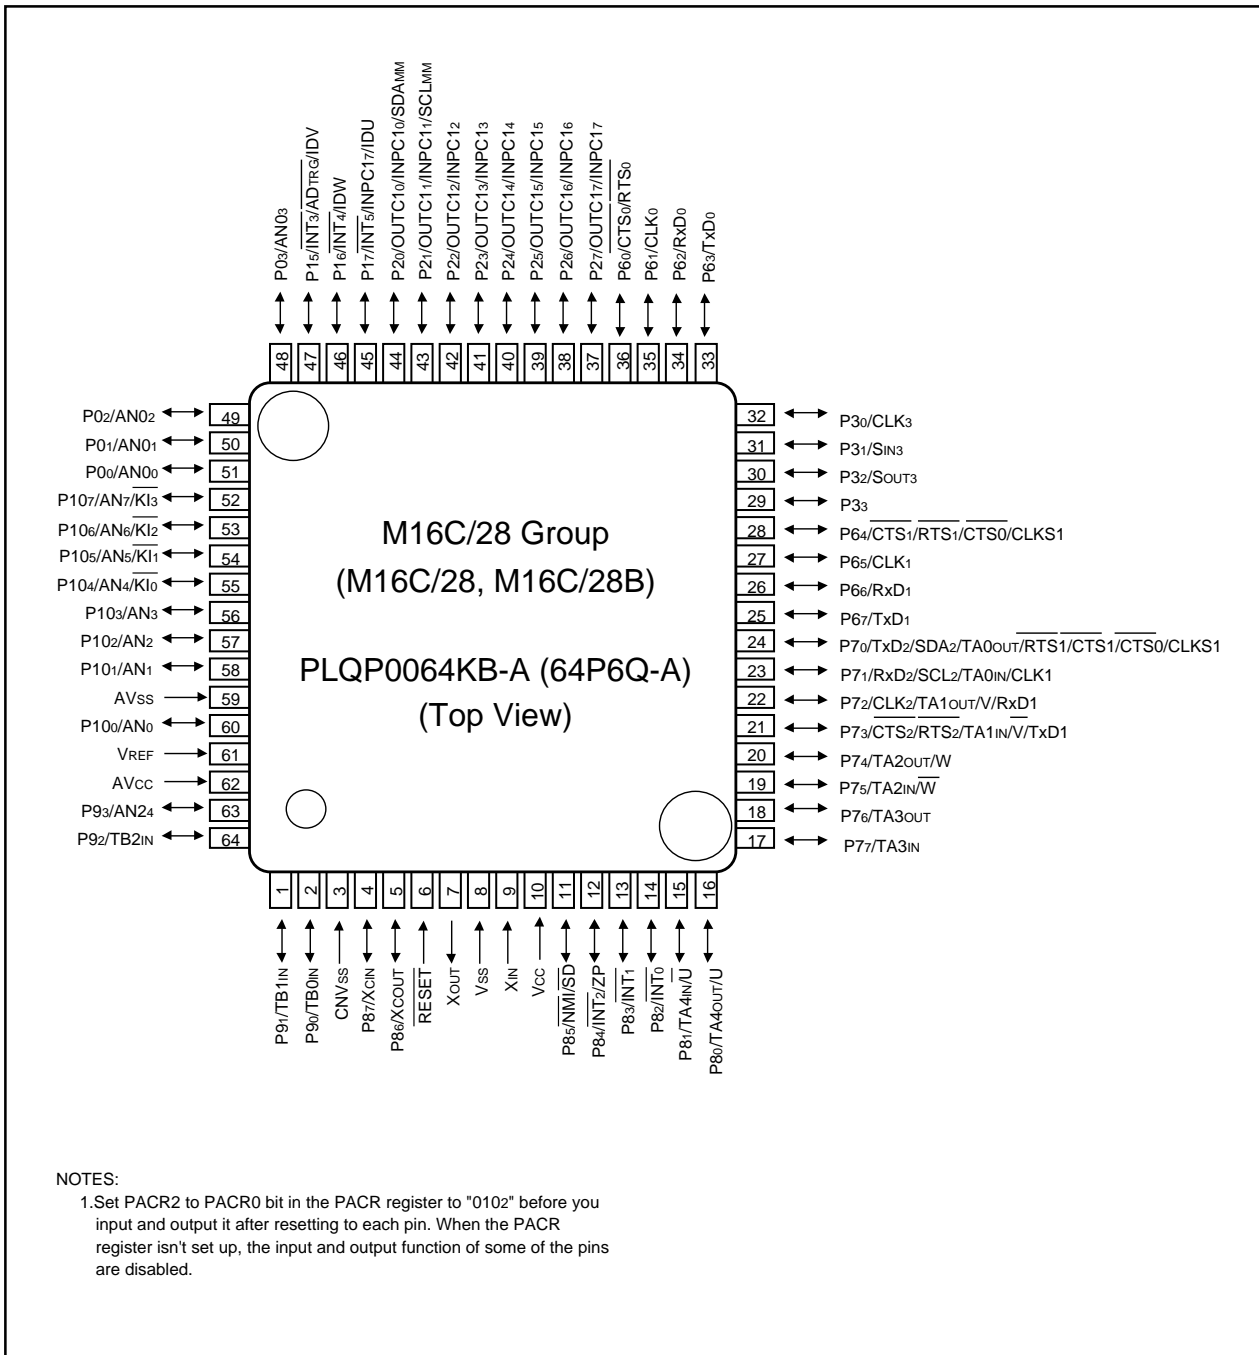 P03/AN03
P15/INT3/ADTRG/IDV
P16/INT4/IDW
P17/INT5/INPC17/IDU
P20/OUTC10/INPC10/SDAMM
P21/OUTC11/INPC11/SCLMM
P22/OUTC12/INPC12
P23/OUTC13/INPC13
P24/OUTC14/INPC14
P25/OUTC15/INPC15
P26/OUTC16/INPC16
P27/OUTC17/INPC17
P60/CTS0/RTS0
P61/CLK0
P62/RxD0
P63/TxD0
48 47 46 45 44 43 42 41 40 39 38 37 36 35 34 33
P02/AN02 49
P01/AN01 50
P00/AN00 51
P107/AN7/KI3 52
P106/AN6/KI2 53
P105/AN5/KI1 54
P104/AN4/KI0 55
P103/AN3 56
P102/AN2 57
P101/AN1 58
AVSS 59
P100/AN0 60
VREF 61
AVCC 62
P93/AN24 63
P92/TB2IN 64
M16C/28 Group
(M16C/28, M16C/28B)
PLQP0064KB-A (64P6Q-A)
(Top View)
32 P30/CLK3
31 P31/SIN3
30 P32/SOUT3
29 P33
28 P64/CTS1/RTS1/CTS0/CLKS1
27 P65/CLK1
26 P66/RxD1
25 P67/TxD1
24 P70/TxD2/SDA2/TA0OUT/RTS1/CTS1/CTS0/CLKS1
23 P71/RxD2/SCL2/TA0IN/CLK1
22 P72/CLK2/TA1OUT/V/RxD1
21 P73/CTS2/RTS2/TA1IN/V/TxD1
20 P74/TA2OUT/W
19 P75/TA2IN/W
18 P76/TA3OUT
17 P77/TA3IN
1 2 3 4 5 6 7 8 9 10 11 12 13 14 15 16
P91/TB1IN
P90/TB0IN
CNVSS
P87/XCIN
P86/XCOUT
RESET
XOUT
VSS
XIN
VCC
P85/NMI/SD
P84/INT2/ZP
P83/INT1
P82/INT0
P81/TA4IN/U
P80/TA4OUT/U
NOTES:
1.Set PACR2 to PACR0 bit in the PACR register to "0102" before you
input and output it after resetting to each pin. When the PACR
register isn't set up, the input and output function of some of the pins
are disabled.